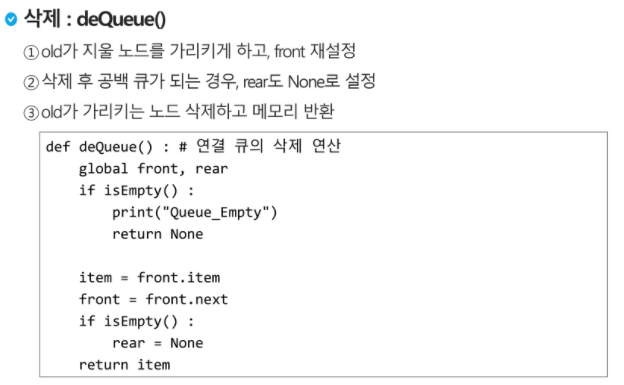 삭제 : deQueue()
①old가 지울 노드를 가리키게 하고, front 재설정
②삭제 후 공백 큐가 되는 경우, rear도 None로 설정
③old가 가리키는 노드 삭제하고 메모리 반환
def deQueue() : # 연결 큐의 삭제 연산
    global front, rear
    if isEmpty() :
        print("Queue_Empty")
        return None

    item = front.item
    front = front.next
    if isEmpty() :
        rear = None
    return item